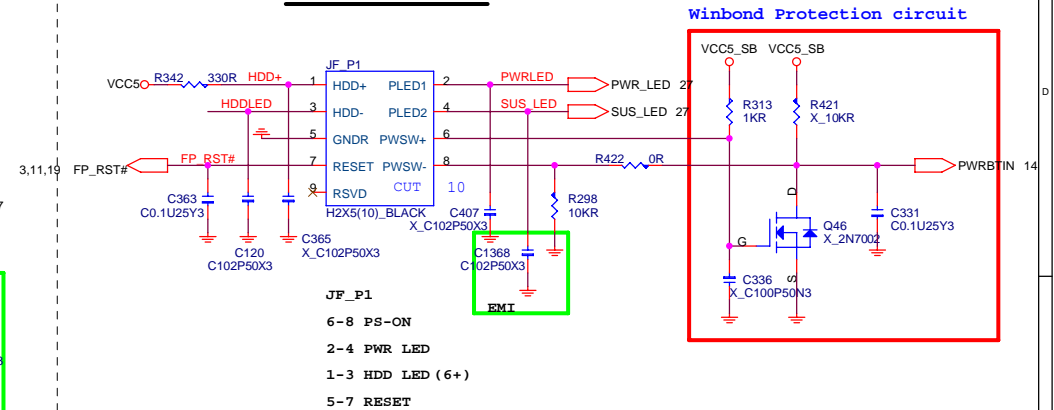 Winbond Protection circuit
VCC5_SB VCC5_SB
JF_P1
VCC5 R342 330R HDD+ 1 HDD+ PLED1 2 PWRLED PWR_LED 27
HDDLED 3 HDD- PLED2 4 SUS_LED SUS_LED 27
R313
1KR
R421
X_10KR
5 GNDR PWSW+ 6
3,11,19 FP_RST# FP_RST# 7 RESET PWSW- 8 R422 0R PWRBTIN 14
9 RSVD CUT 10
H2X5(10)_BLACK
C363
C0.1U25Y3
C120
C102P50X3
C365
X_C102P50X3
C407
X_C102P50X3
R298
10KR
C1368
C102P50X3
EMI
D
G
S
Q46
X_2N7002
C331
C0.1U25Y3
C336
X_C100P50N3
JF_P1
6-8 PS-ON
2-4 PWR LED
1-3 HDD LED(6+)
5-7 RESET
D